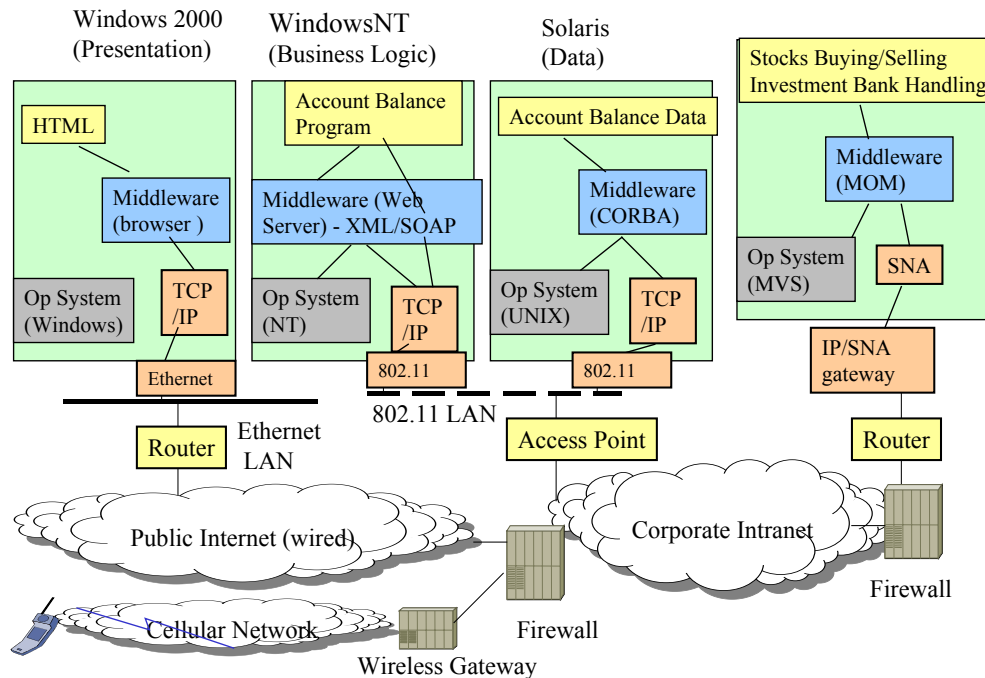 Windows 2000
(Presentation)
WindowsNT
(Business Logic)
Solaris
(Data)
Stocks Buying/Selling
Investment Bank Handling
HTML
Account Balance
Program
Account Balance Data
Middleware
(browser )
Middleware (Web
Server) - XML/SOAP
Middleware
(CORBA)
Middleware
(MOM)
Op System
(Windows)
TCP
/IP
Op System
(NT)
TCP
/IP
Op System
(UNIX)
TCP
/IP
Op System
(MVS)
SNA
Ethernet
802.11
802.11
IP/SNA
gateway
802.11 LAN
Router
Ethernet
LAN
Access Point
Router
Public Internet (wired)
Corporate Intranet
Firewall
Cellular Network
Firewall
Wireless Gateway